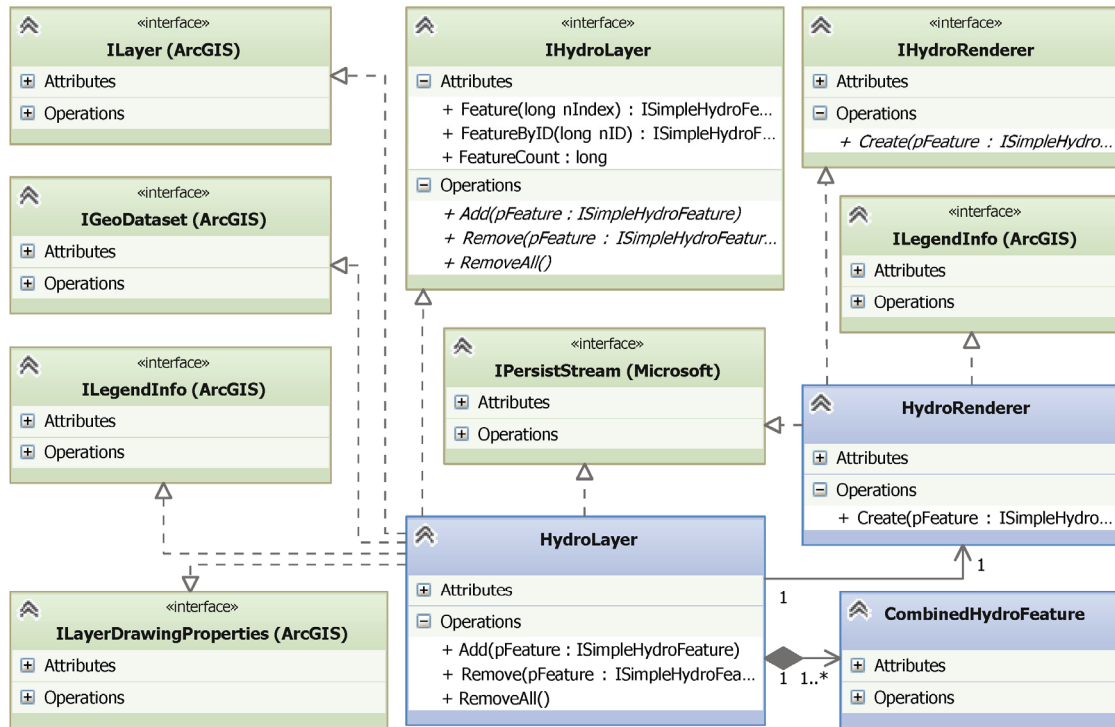 «interface»
ILayer (ArcGIS)
Attributes
Operations
«interface»
IGeoDataset (ArcGIS)
Attributes
Operations
«interface»
ILegendInfo (ArcGIS)
Attributes
Operations
«interface»
ILayerDrawingProperties (ArcGIS)
Attributes
Operations
«interface»
IHydroLayer
Attributes
+ Feature(long nIndex) : ISimpleHydroFe...
+ FeatureByID(long nID) : ISimpleHydroF...
+ FeatureCount : long
Operations
+ Add(pFeature : ISimpleHydroFeature)
+ Remove(pFeature : ISimpleHydroFeatur...
+ RemoveAll()
«interface»
IPersistStream (Microsoft)
Attributes
Operations
HydroLayer
Attributes
Operations
+ Add(pFeature : ISimpleHydroFeature)
+ Remove(pFeature : ISimpleHydroFea...
+ RemoveAll()
«interface»
IHydroRenderer
Attributes
Operations
+ Create(pFeature : ISimpleHydro...
«interface»
ILegendInfo (ArcGIS)
Attributes
Operations
HydroRenderer
Attributes
Operations
+ Create(pFeature : ISimpleHydro...
1
1
1 1..*
CombinedHydroFeature
Attributes
Operations